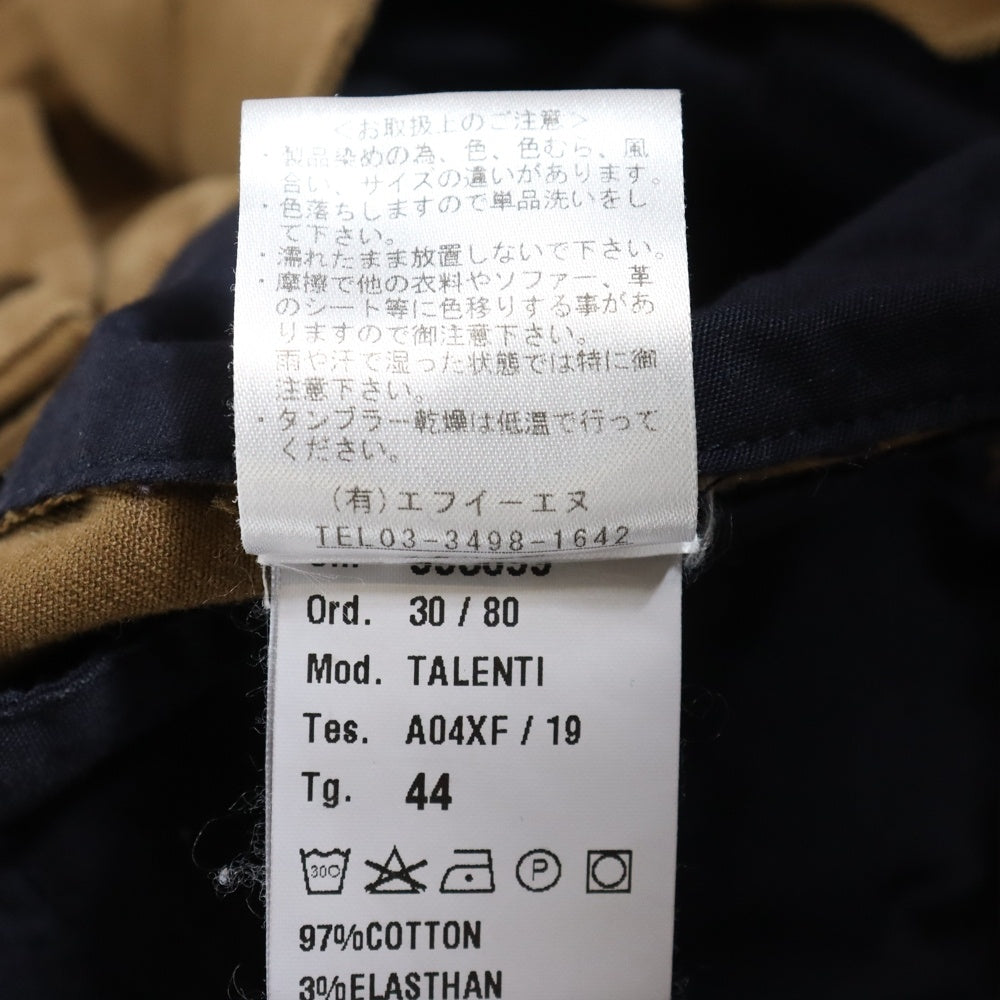 ＜お取扱上のご注意＞
・製品染めの為、色、色むら、風
合い、サイズの違いがあります。
・色落ちしますので単品洗いをし
て下さい。
・濡れたまま放置しないで下さい。
・摩擦で他の衣料やソファー、革
のシート等に色移りする事があ
りますので御注意下さい。
雨や汗で湿った状態では特に御
注意下さい。
・タンブラー乾燥は低温で行って
ください。
(有)エフイーエヌ
TEL03-3498-1642
Ord. 30 / 80
Mod. TALENTI
Tes. A04XF / 19
Tg. 44
30C P
97%COTTON
3%ELASTHAN